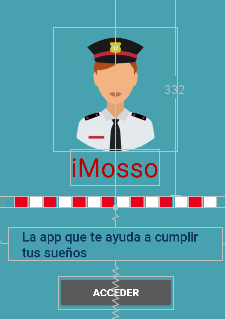 332
iMosso
La app que te ayuda a cumplir
tus sueños
ACCEDER